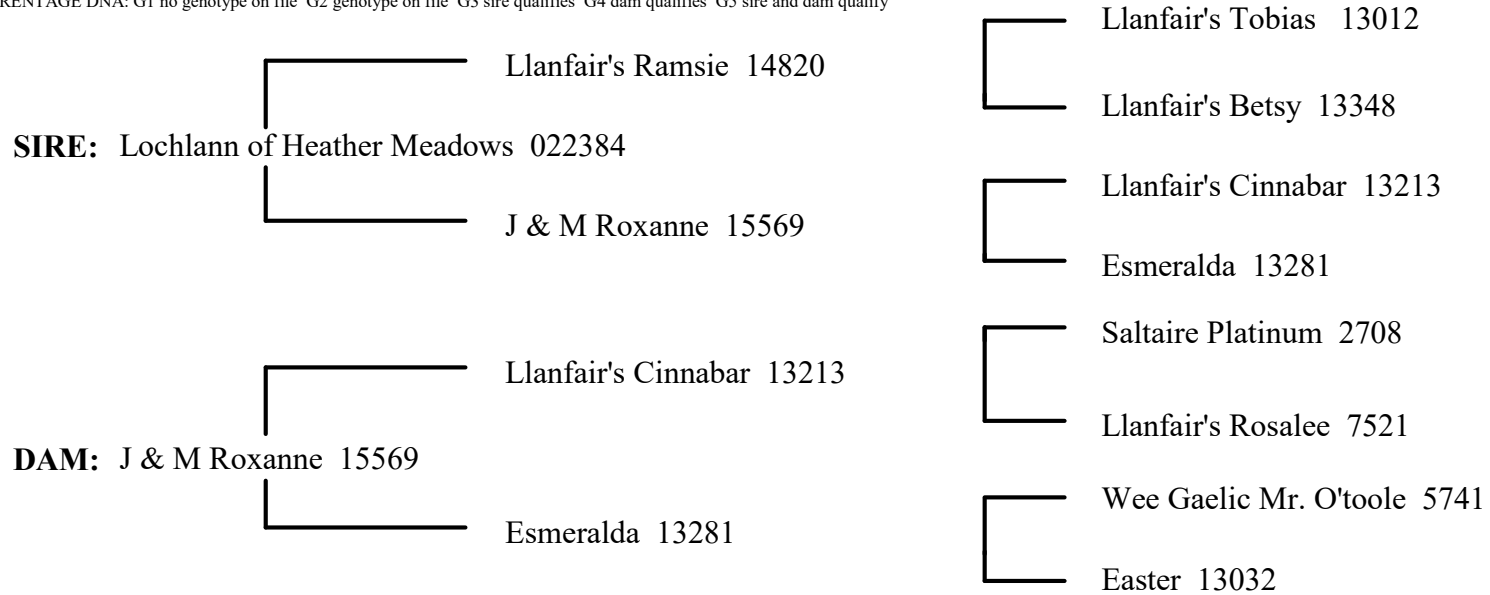 PARENTAGE DNA: G1 no genotype on file G2 genotype on file G3 sire qualifies G4 dam qualifies G5 sire and dam qualify
Llanfair's Tobias 13012
Llanfair's Ramsie 14820
Llanfair's Betsy 13348
SIRE: Lochlann of Heather Meadows 022384
Llanfair's Cinnabar 13213
J & M Roxanne 15569
Esmeralda 13281
Saltaire Platinum 2708
Llanfair's Cinnabar 13213
Llanfair's Rosalee 7521
DAM: J & M Roxanne 15569
Wee Gaelic Mr. O'toole 5741
Esmeralda 13281
Easter 13032